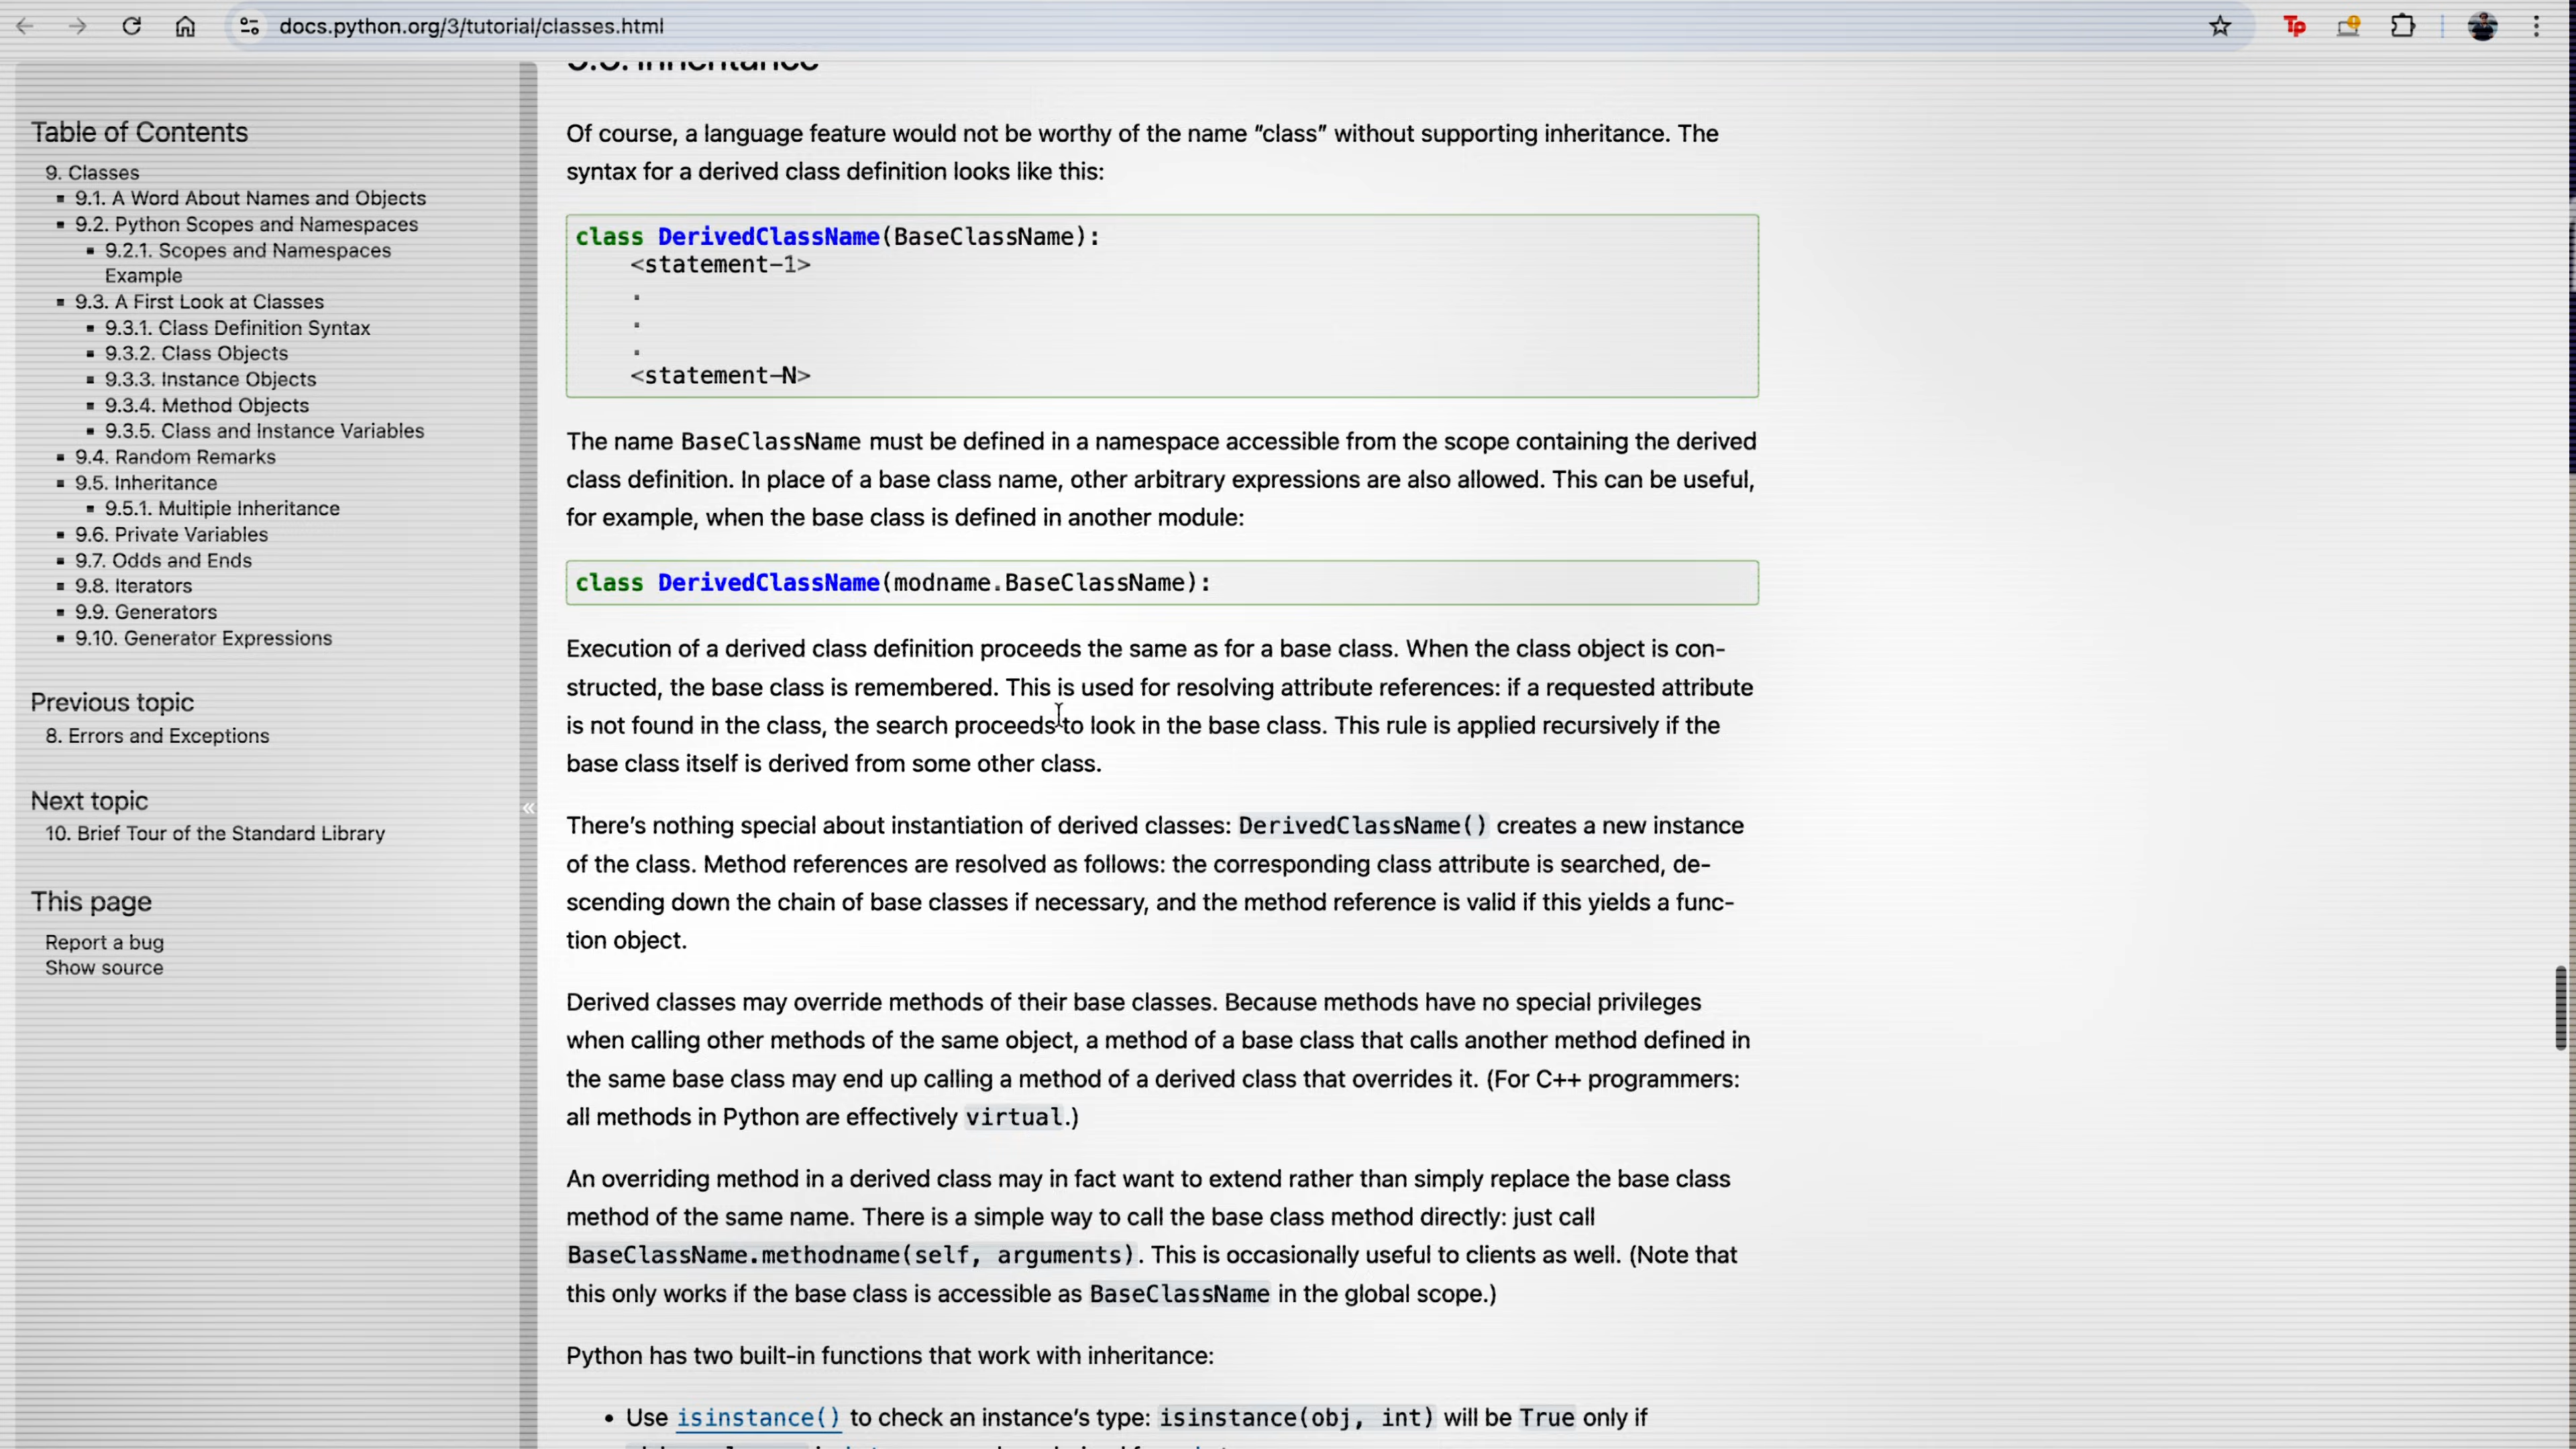 docs.python.org/3/tutorial/classes.html
Tp
Table of Contents
9. Classes
9.1. A Word About Names and Objects
9.2. Python Scopes and Namespaces
9.2.1. Scopes and Namespaces
Example
9.3. A First Look at Classes
9.3.1. Class Definition Syntax
9.3.2. Class Objects
9.3.3. Instance Objects
9.3.4. Method Objects
9.3.5. Class and Instance Variables
9.4. Random Remarks
9.5. Inheritance
9.5.1. Multiple Inheritance
9.6. Private Variables
9.7. Odds and Ends
9.8. Iterators
9.9. Generators
9.10. Generator Expressions
Previous topic
8. Errors and Exceptions
Next topic
10. Brief Tour of the Standard Library
This page
Report a bug
Show source
«
Inheritance
Of course, a language feature would not be worthy of the name “class” without supporting inheritance. The
syntax for a derived class definition looks like this:
class DerivedClassName(BaseClassName):
<statement-1>
.
.
.
<statement-N>
The name BaseClassName must be defined in a namespace accessible from the scope containing the derived
class definition. In place of a base class name, other arbitrary expressions are also allowed. This can be useful,
for example, when the base class is defined in another module:
class DerivedClassName(modname.BaseClassName):
Execution of a derived class definition proceeds the same as for a base class. When the class object is con-
structed, the base class is remembered. This is used for resolving attribute references: if a requested attribute
is not found in the class, the search proceeds to look in the base class. This rule is applied recursively if the
base class itself is derived from some other class.
There’s nothing special about instantiation of derived classes: DerivedClassName() creates a new instance
of the class. Method references are resolved as follows: the corresponding class attribute is searched, de-
scending down the chain of base classes if necessary, and the method reference is valid if this yields a func-
tion object.
Derived classes may override methods of their base classes. Because methods have no special privileges
when calling other methods of the same object, a method of a base class that calls another method defined in
the same base class may end up calling a method of a derived class that overrides it. (For C++ programmers:
all methods in Python are effectively virtual.)
An overriding method in a derived class may in fact want to extend rather than simply replace the base class
method of the same name. There is a simple way to call the base class method directly: just call
BaseClassName.methodname(self, arguments). This is occasionally useful to clients as well. (Note that
this only works if the base class is accessible as BaseClassName in the global scope.)
Python has two built-in functions that work with inheritance:
Use isinstance() to check an instance’s type: isinstance(obj, int) will be True only if